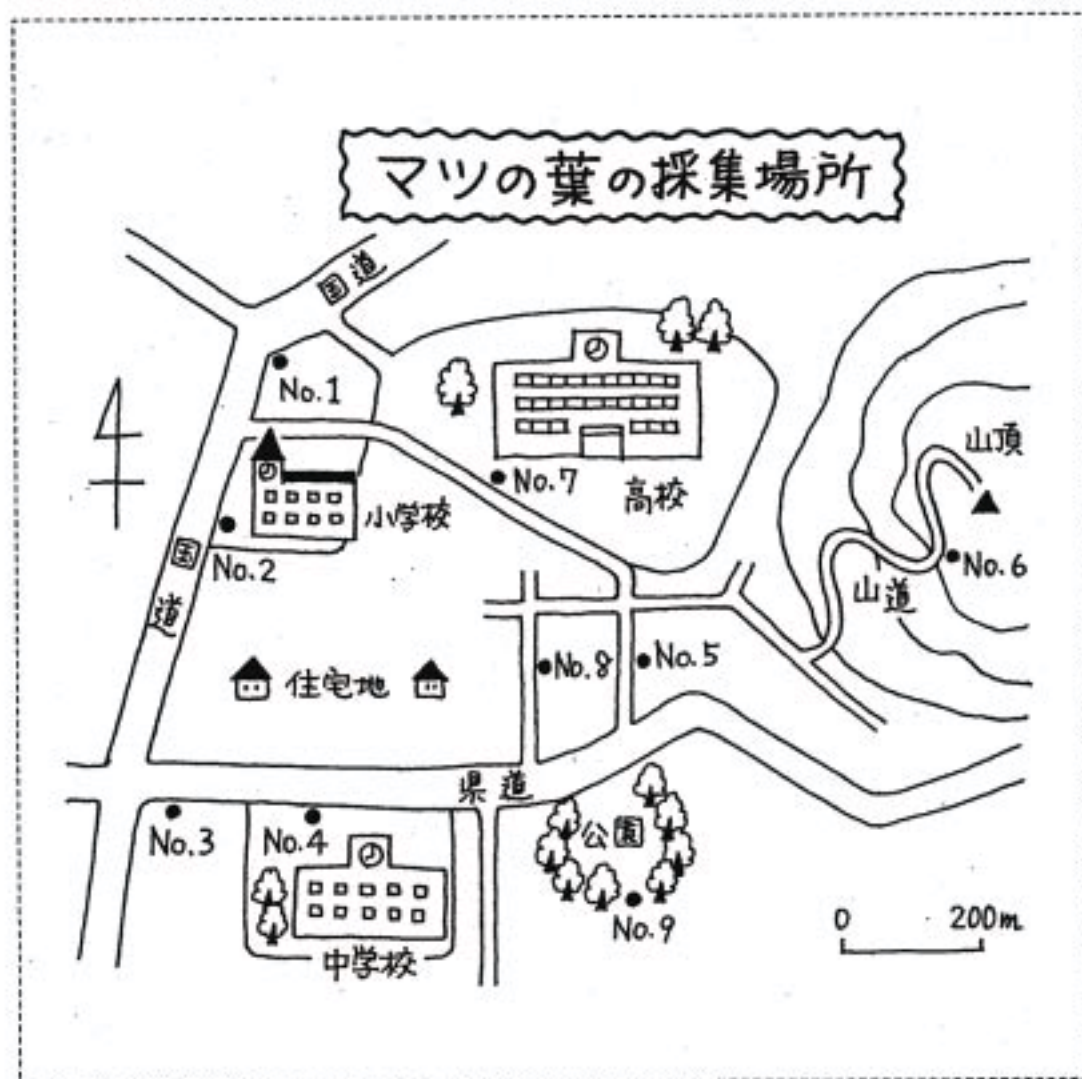 マツの葉の採集場所
国道
No.1
小学校
No.2
国道
No.7
高校
山頂
No.6
山道
No.8
No.5
住宅地
県道
No.3
No.4
中学校
公園
No.9
0 200m